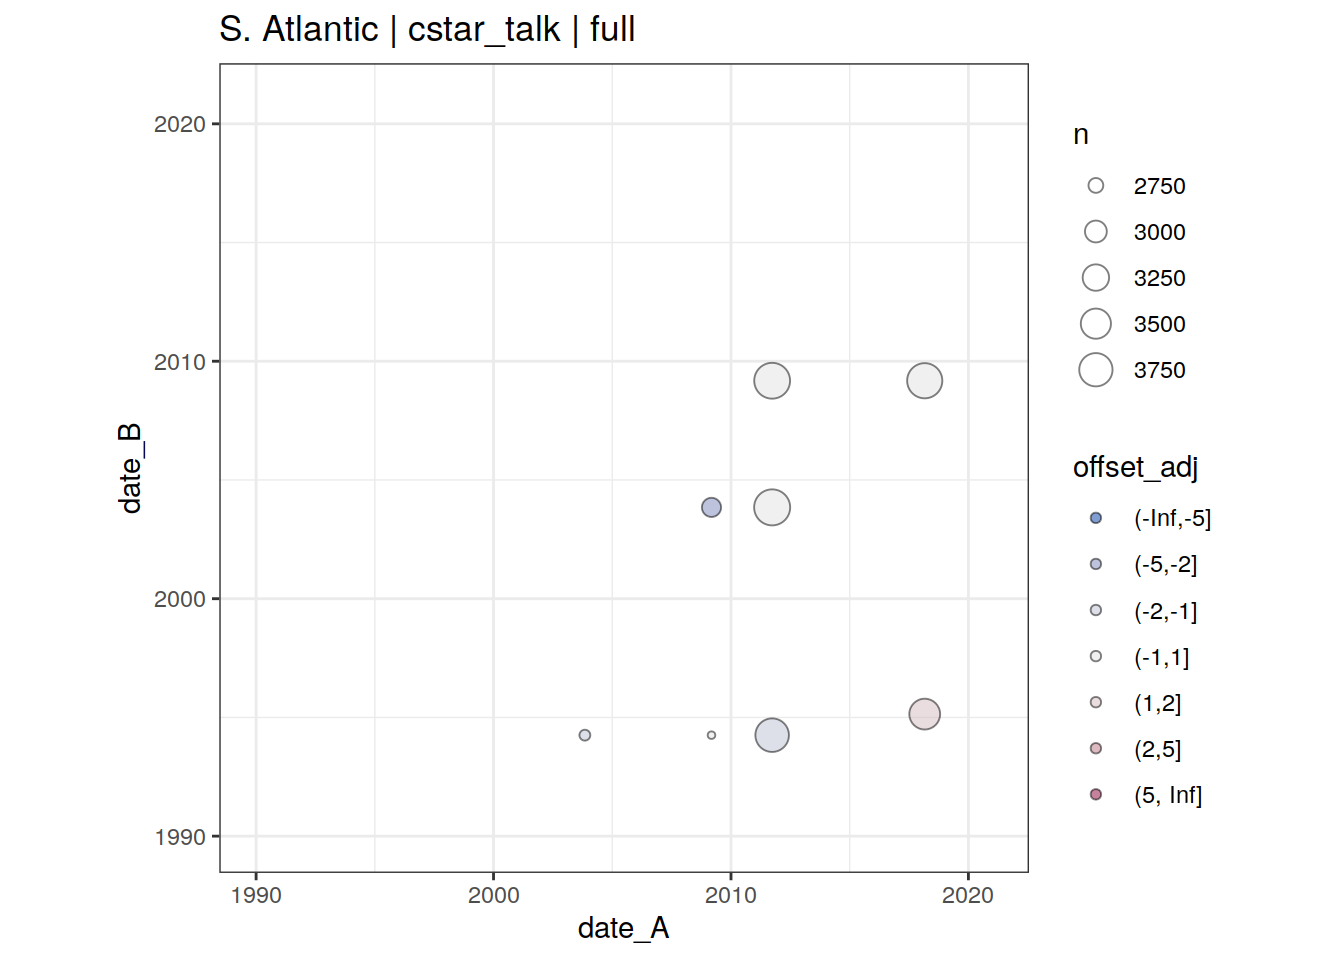 S. Atlantic | cstar_talk | full
2020
2010
2000
1990
date_B
1990
2000
2010
2020
date_A
n
2750
3000
3250
3500
3750
offset_adj
(-Inf,-5]
(-5,-2]
(-2,-1]
(-1,1]
(1,2]
(2,5]
(5, Inf]